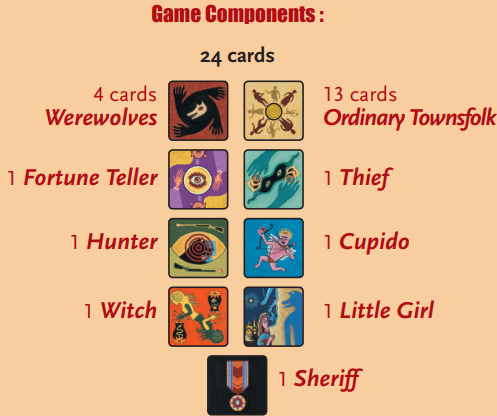 Game Components :
24 cards
4 cards
Werewolves
13 cards
Ordinary Townsfolk
1 Fortune Teller
1 Thief
1 Hunter
1 Cupido
1 Witch
1 Little Girl
1 Sheriff